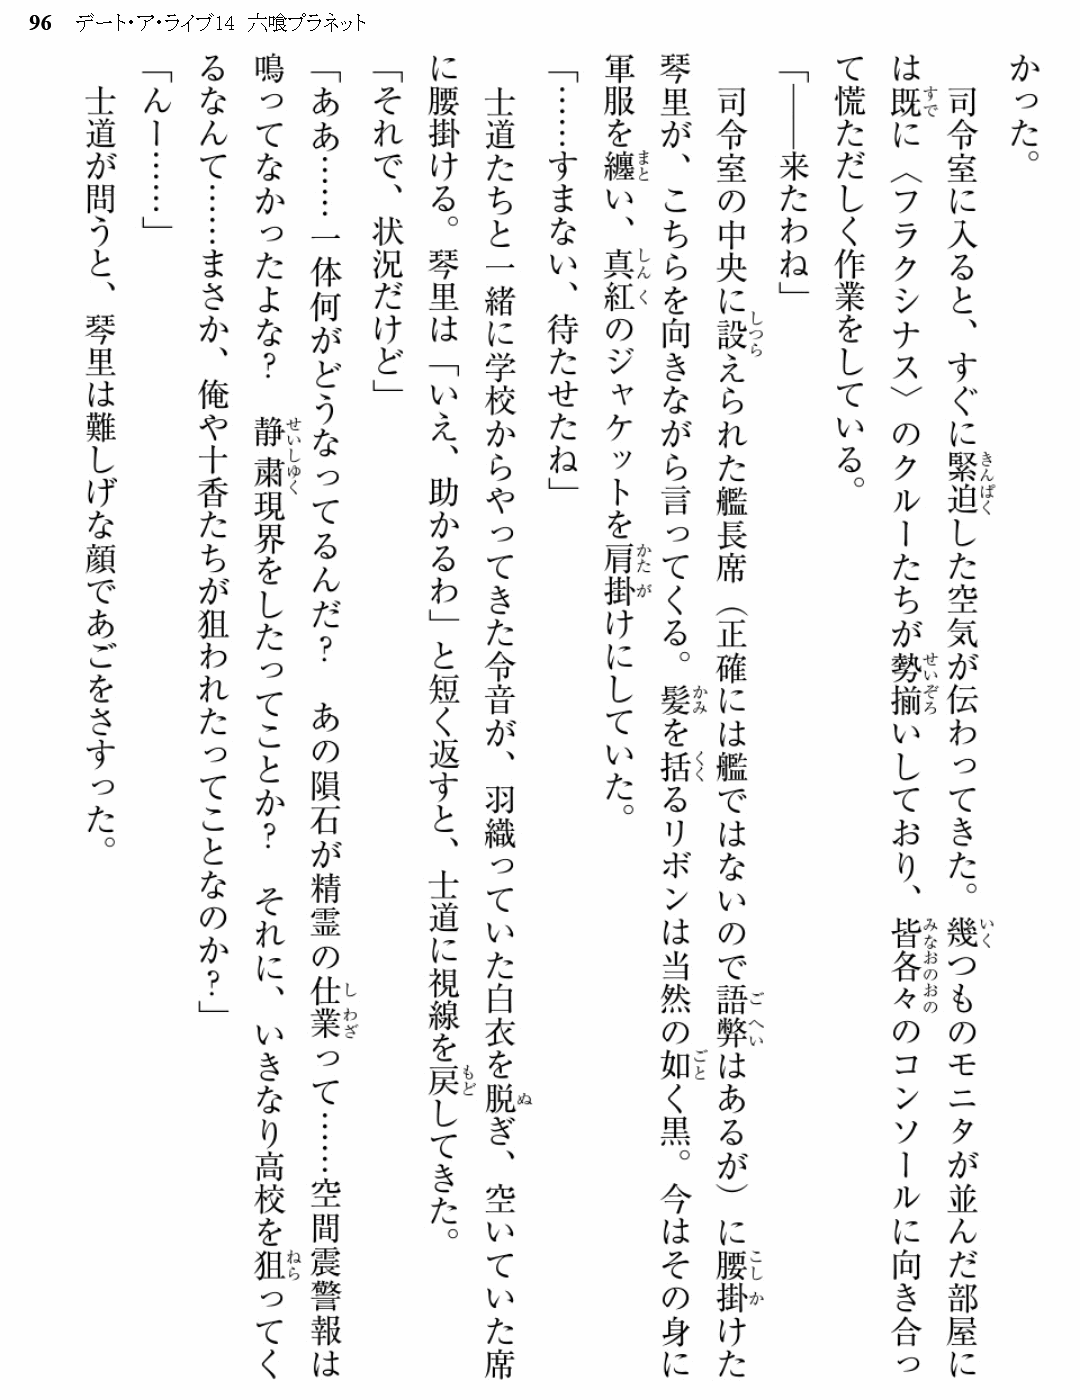 96 デート・ア・ライブ14 六喰プラネット
かった。
司令室に入ると、すぐに緊迫した空気が伝わってきた。幾つものモニタが並んだ部屋に
は既に〈フラクシナス〉のクルーたちが勢揃いしており、皆各々のコンソールに向き合っ
て慌ただしく作業をしている。
「――来たわね」
司令室の中央に設えられた艦長席（正確には艦ではないので語弊はあるが）に腰掛けた
琴里が、こちらを向きながら言ってくる。髪を括るリボンは当然の如く黒。今はその身に
軍服を纏い、真紅のジャケットを肩掛けにしていた。
「……すまない、待たせたね」
士道たちと一緒に学校からやってきた令音が、羽織っていた白衣を脱ぎ、空いていた席
に腰掛ける。琴里は「いえ、助かるわ」と短く返すと、士道に視線を戻してきた。
「それで、状況だけど」
「ああ……一体何がどうなってるんだ？　あの隕石が精霊の仕業って……空間震警報は
鳴ってなかったよな？　静粛現界をしたってことか？　それに、いきなり高校を狙ってく
るなんて……まさか、俺や十香たちが狙われたってことなのか？」
「んー……」
士道が問うと、琴里は難しげな顔であごをさすった。